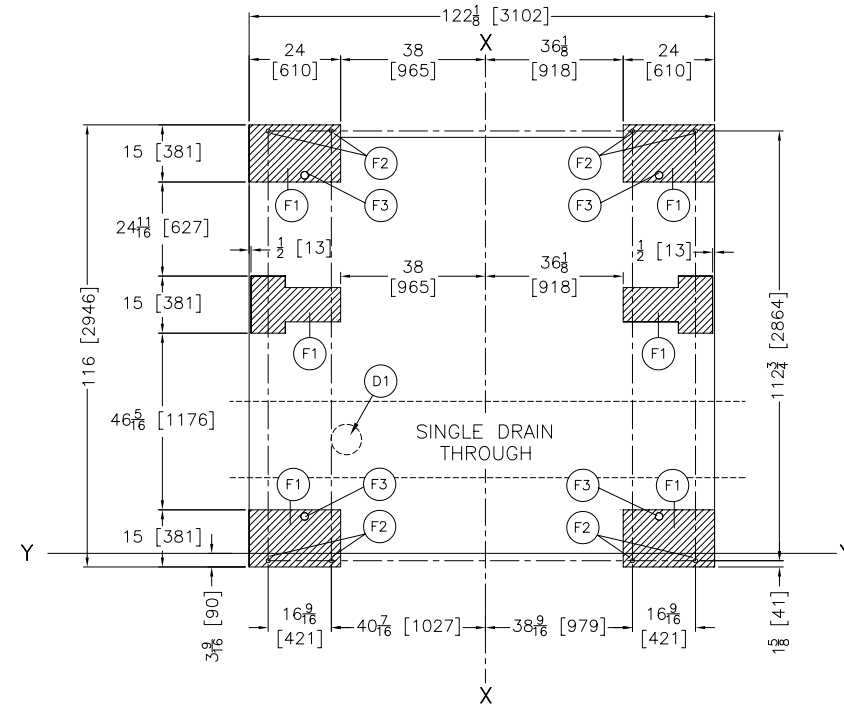 122 1/8 [3102]
X
24 [610]
38 [965]
36 1/8 [918]
24 [610]
15 [381]
F2
F2
F1
F3
F3
F1
24 11/16 [627]
1/2 [13]
1/2 [13]
38 [965]
36 1/8 [918]
15 [381]
116 [2946]
112 3/4 [2864]
F1
F1
D1
46 5/16 [1176]
SINGLE DRAIN
THROUGH
F1
F3
F3
F1
15 [381]
F2
F2
Y
Y
3 9/16 [90]
16 9/16 [421]
40 7/16 [1027]
38 9/16 [979]
16 9/16 [421]
1 5/8 [41]
X